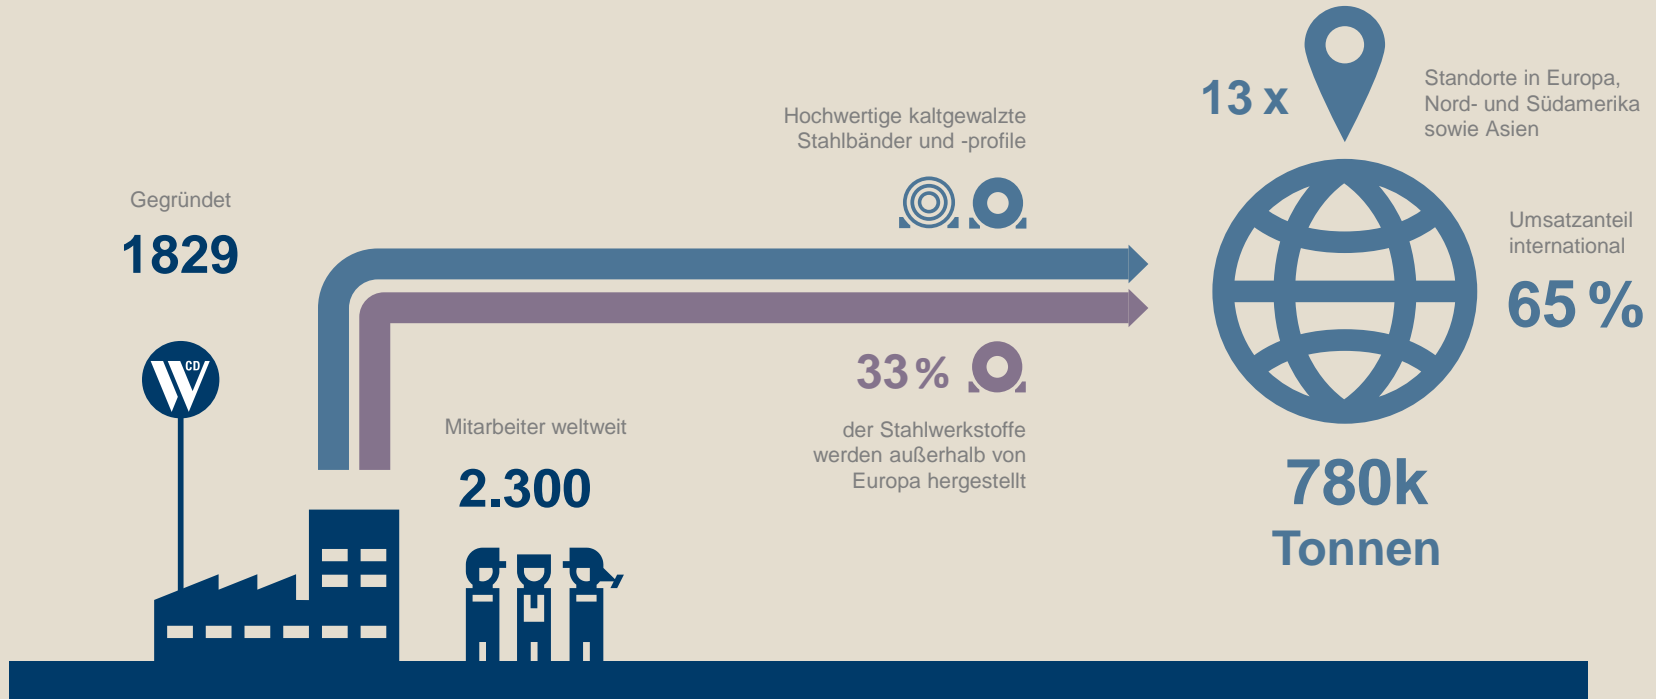 Gegründet
1829
W CD
Mitarbeiter weltweit
2.300
Hochwertige kaltgewalzte
Stahlbänder und -profile
33 %
der Stahlwerkstoffe
werden außerhalb von
Europa hergestellt
13 x
Standorte in Europa,
Nord- und Südamerika
sowie Asien
Umsatzanteil
international
65 %
780k
Tonnen